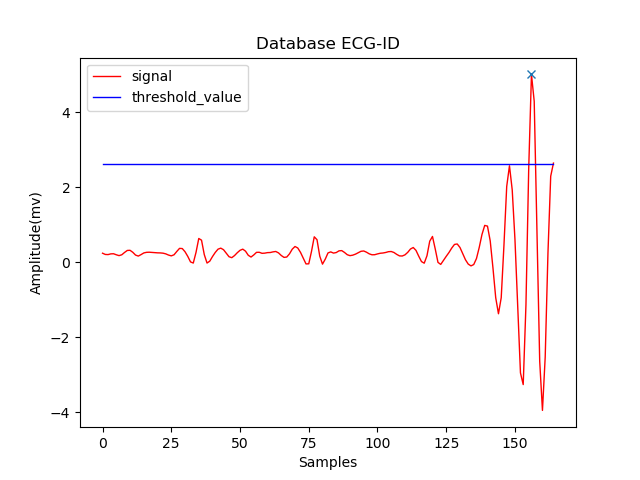 Database ECG-ID
signal
threshold_value
Amplitude(mv)
4
2
0
−2
−4
0 25 50 75 100 125 150
Samples